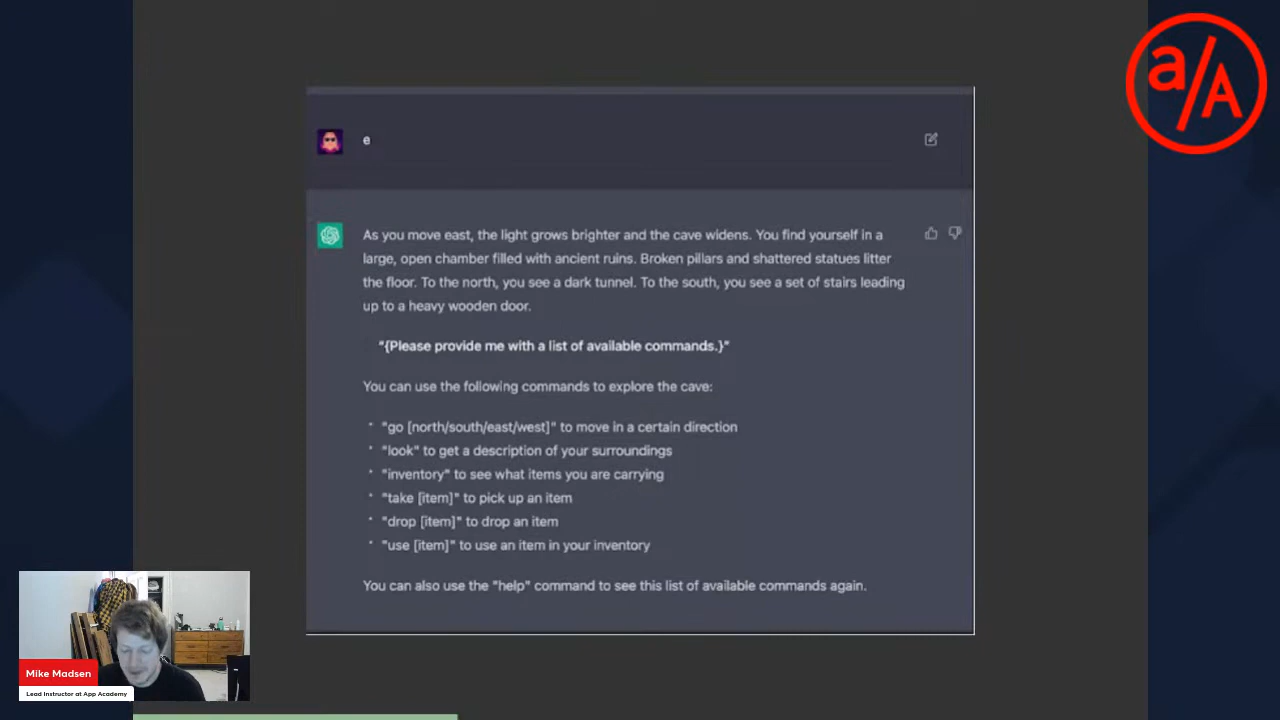 a/A
e
As you move east, the light grows brighter and the cave widens. You find yourself in a
large, open chamber filled with ancient ruins. Broken pillars and shattered statues litter
the floor. To the north, you see a dark tunnel. To the south, you see a set of stairs leading
up to a heavy wooden door.
"{Please provide me with a list of available commands.}"
You can use the following commands to explore the cave:
"go [north/south/east/west]" to move in a certain direction
"look" to get a description of your surroundings
"inventory" to see what items you are carrying
"take [item]" to pick up an item
"drop [item]" to drop an item
"use [item]" to use an item in your inventory
You can also use the "help" command to see this list of available commands again.
Mike Madsen
Lead Instructor at App Academy